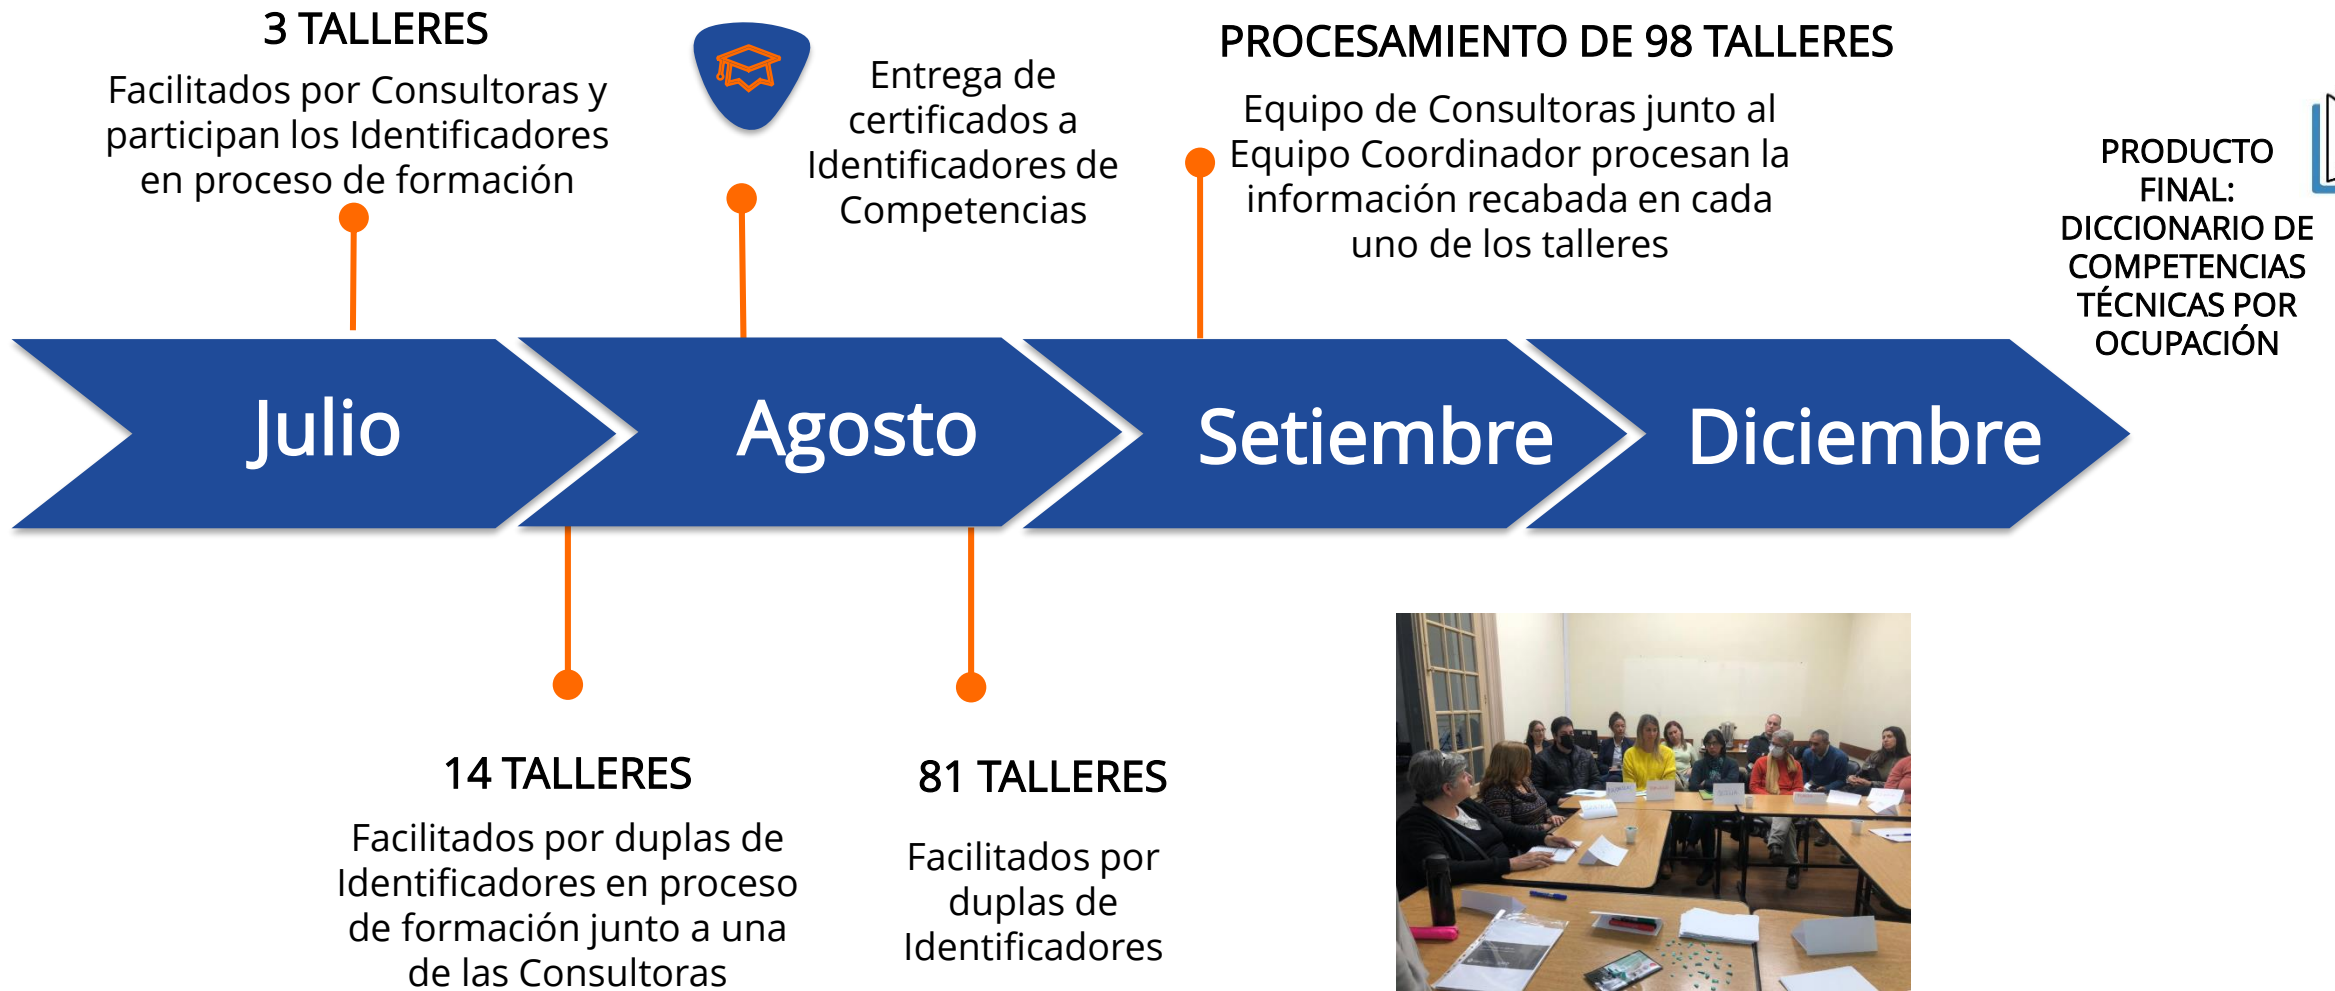 3 TALLERES
Facilitados por Consultoras y
participan los Identificadores
en proceso de formación
Entrega de
certificados a
Identificadores de
Competencias
PROCESAMIENTO DE 98 TALLERES
Equipo de Consultoras junto al
Equipo Coordinador procesan la
información recabada en cada
uno de los talleres
PRODUCTO
FINAL:
DICCIONARIO DE
COMPETENCIAS
TÉCNICAS POR
OCUPACIÓN
Julio
Agosto
Setiembre
Diciembre
14 TALLERES
Facilitados por duplas de
Identificadores en proceso
de formación junto a una
de las Consultoras
81 TALLERES
Facilitados por
duplas de
Identificadores